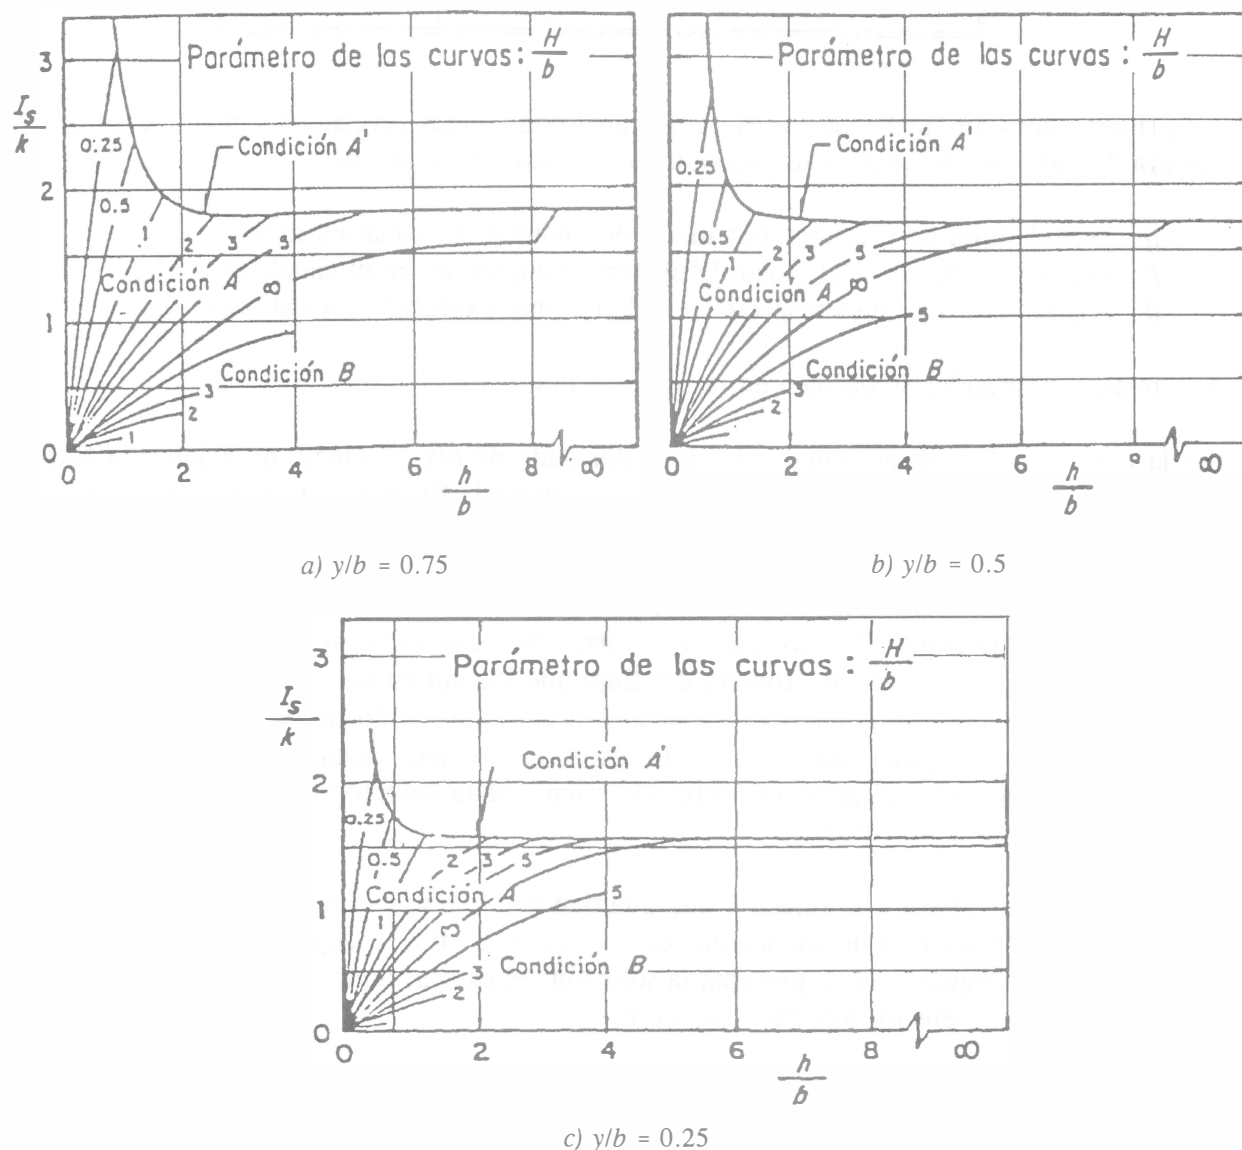 Parámetro de las curvas: H/b
I_s/k
3
2
1
0
0.25
0.5
1
2
3
5
∞
Condición A'
Condición A
Condición B
3
2
1
0
2
4
6
8
∞
h/b
a) y/b = 0.75
Parámetro de las curvas: H/b
0.25
0.5
1
2
3
5
∞
Condición A'
Condición A
5
Condición B
3
2
0
2
4
6
8
∞
h/b
b) y/b = 0.5
Parámetro de las curvas: H/b
I_s/k
3
2
1
0
Condición A'
0.25
0.5
2
3
5
Condición A
1
∞
5
Condición B
3
2
0
2
4
6
8
∞
h/b
c) y/b = 0.25